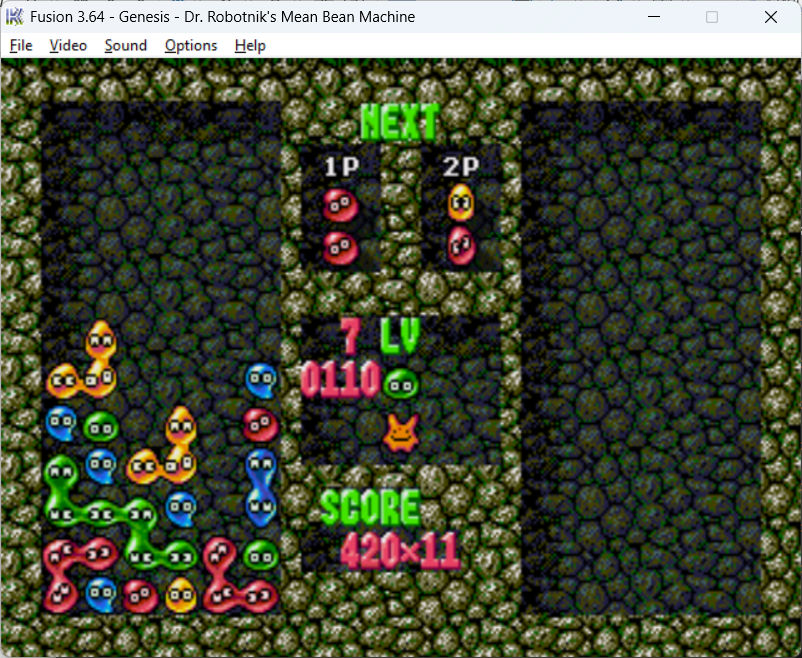 Fusion 3.64 - Genesis - Dr. Robotnik's Mean Bean Machine
File Video Sound Options Help
NEXT
1P 2P
7 LV
0110
SCORE
420×11